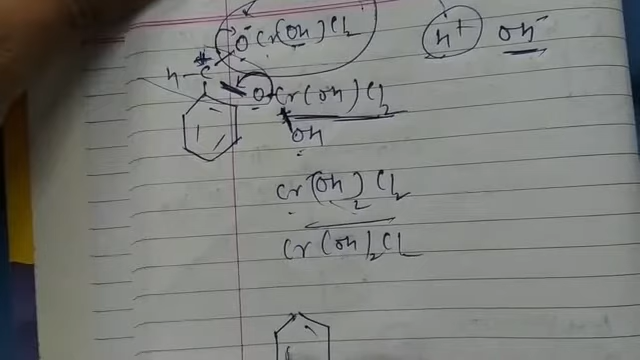 O Cr(OH)Cl₂ H⁺ OH⁻
H-C
O-Cr(OH)Cl₂
OH
Cr(OH)₂Cl₂
Cr(OH)₂Cl